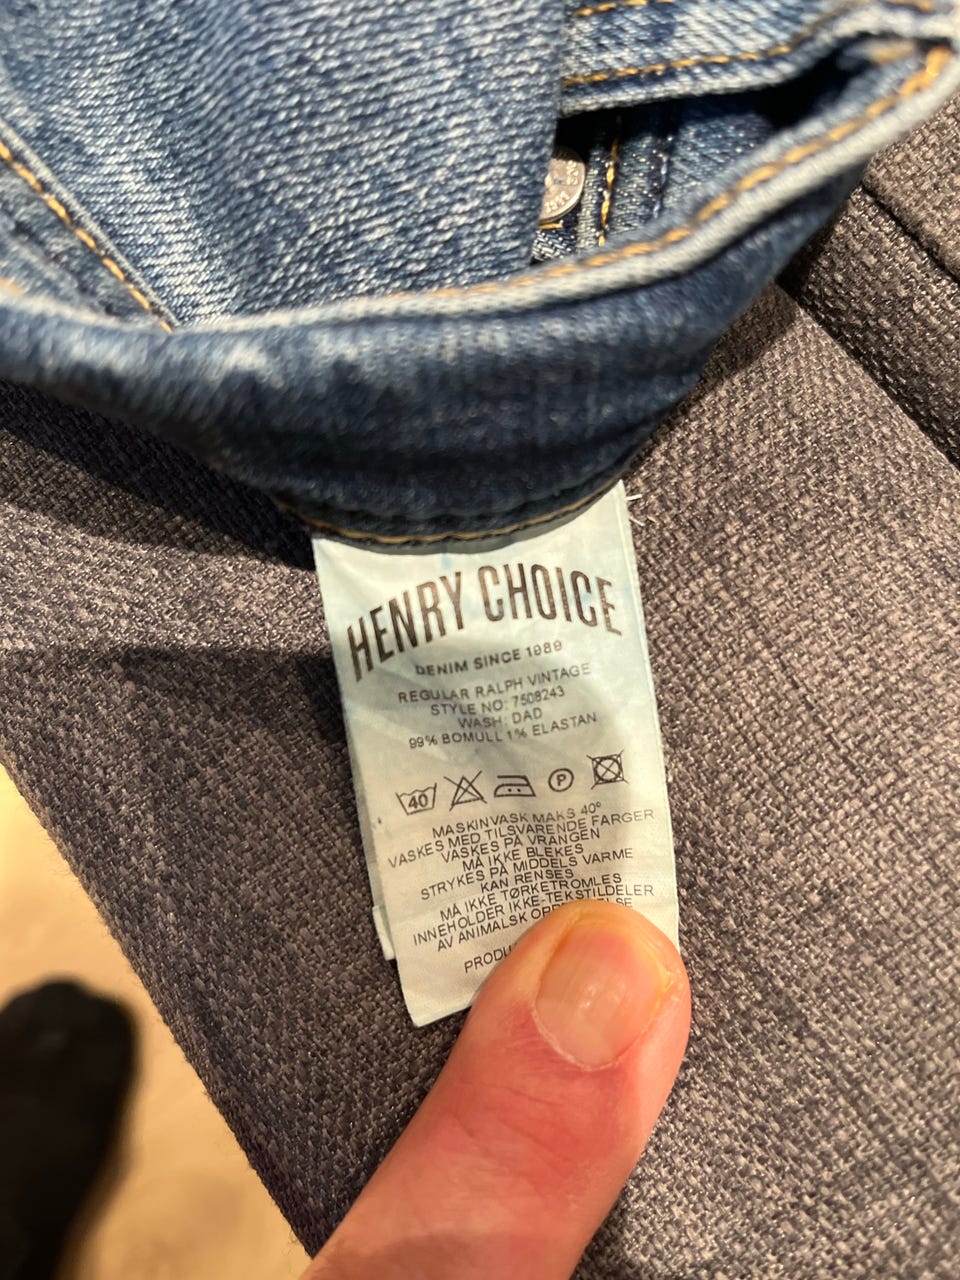 HENRY CHOICE
DENIM SINCE 1989
REGULAR RALPH VINTAGE
STYLE NO: 7508243
WASH: DAD
99% BOMULL 1% ELASTAN
40 P
MASKINVASK MAKS 40°
VASKES MED TILSVARENDE FARGER
VASKES PÅ VRANGEN
MÅ IKKE BLEKES
STRYKES PÅ MIDDELS VARME
KAN RENSES
MÅ IKKE TØRKETROMLES
INNEHOLDER IKKE-TEKSTILDELER
AV ANIMALSK